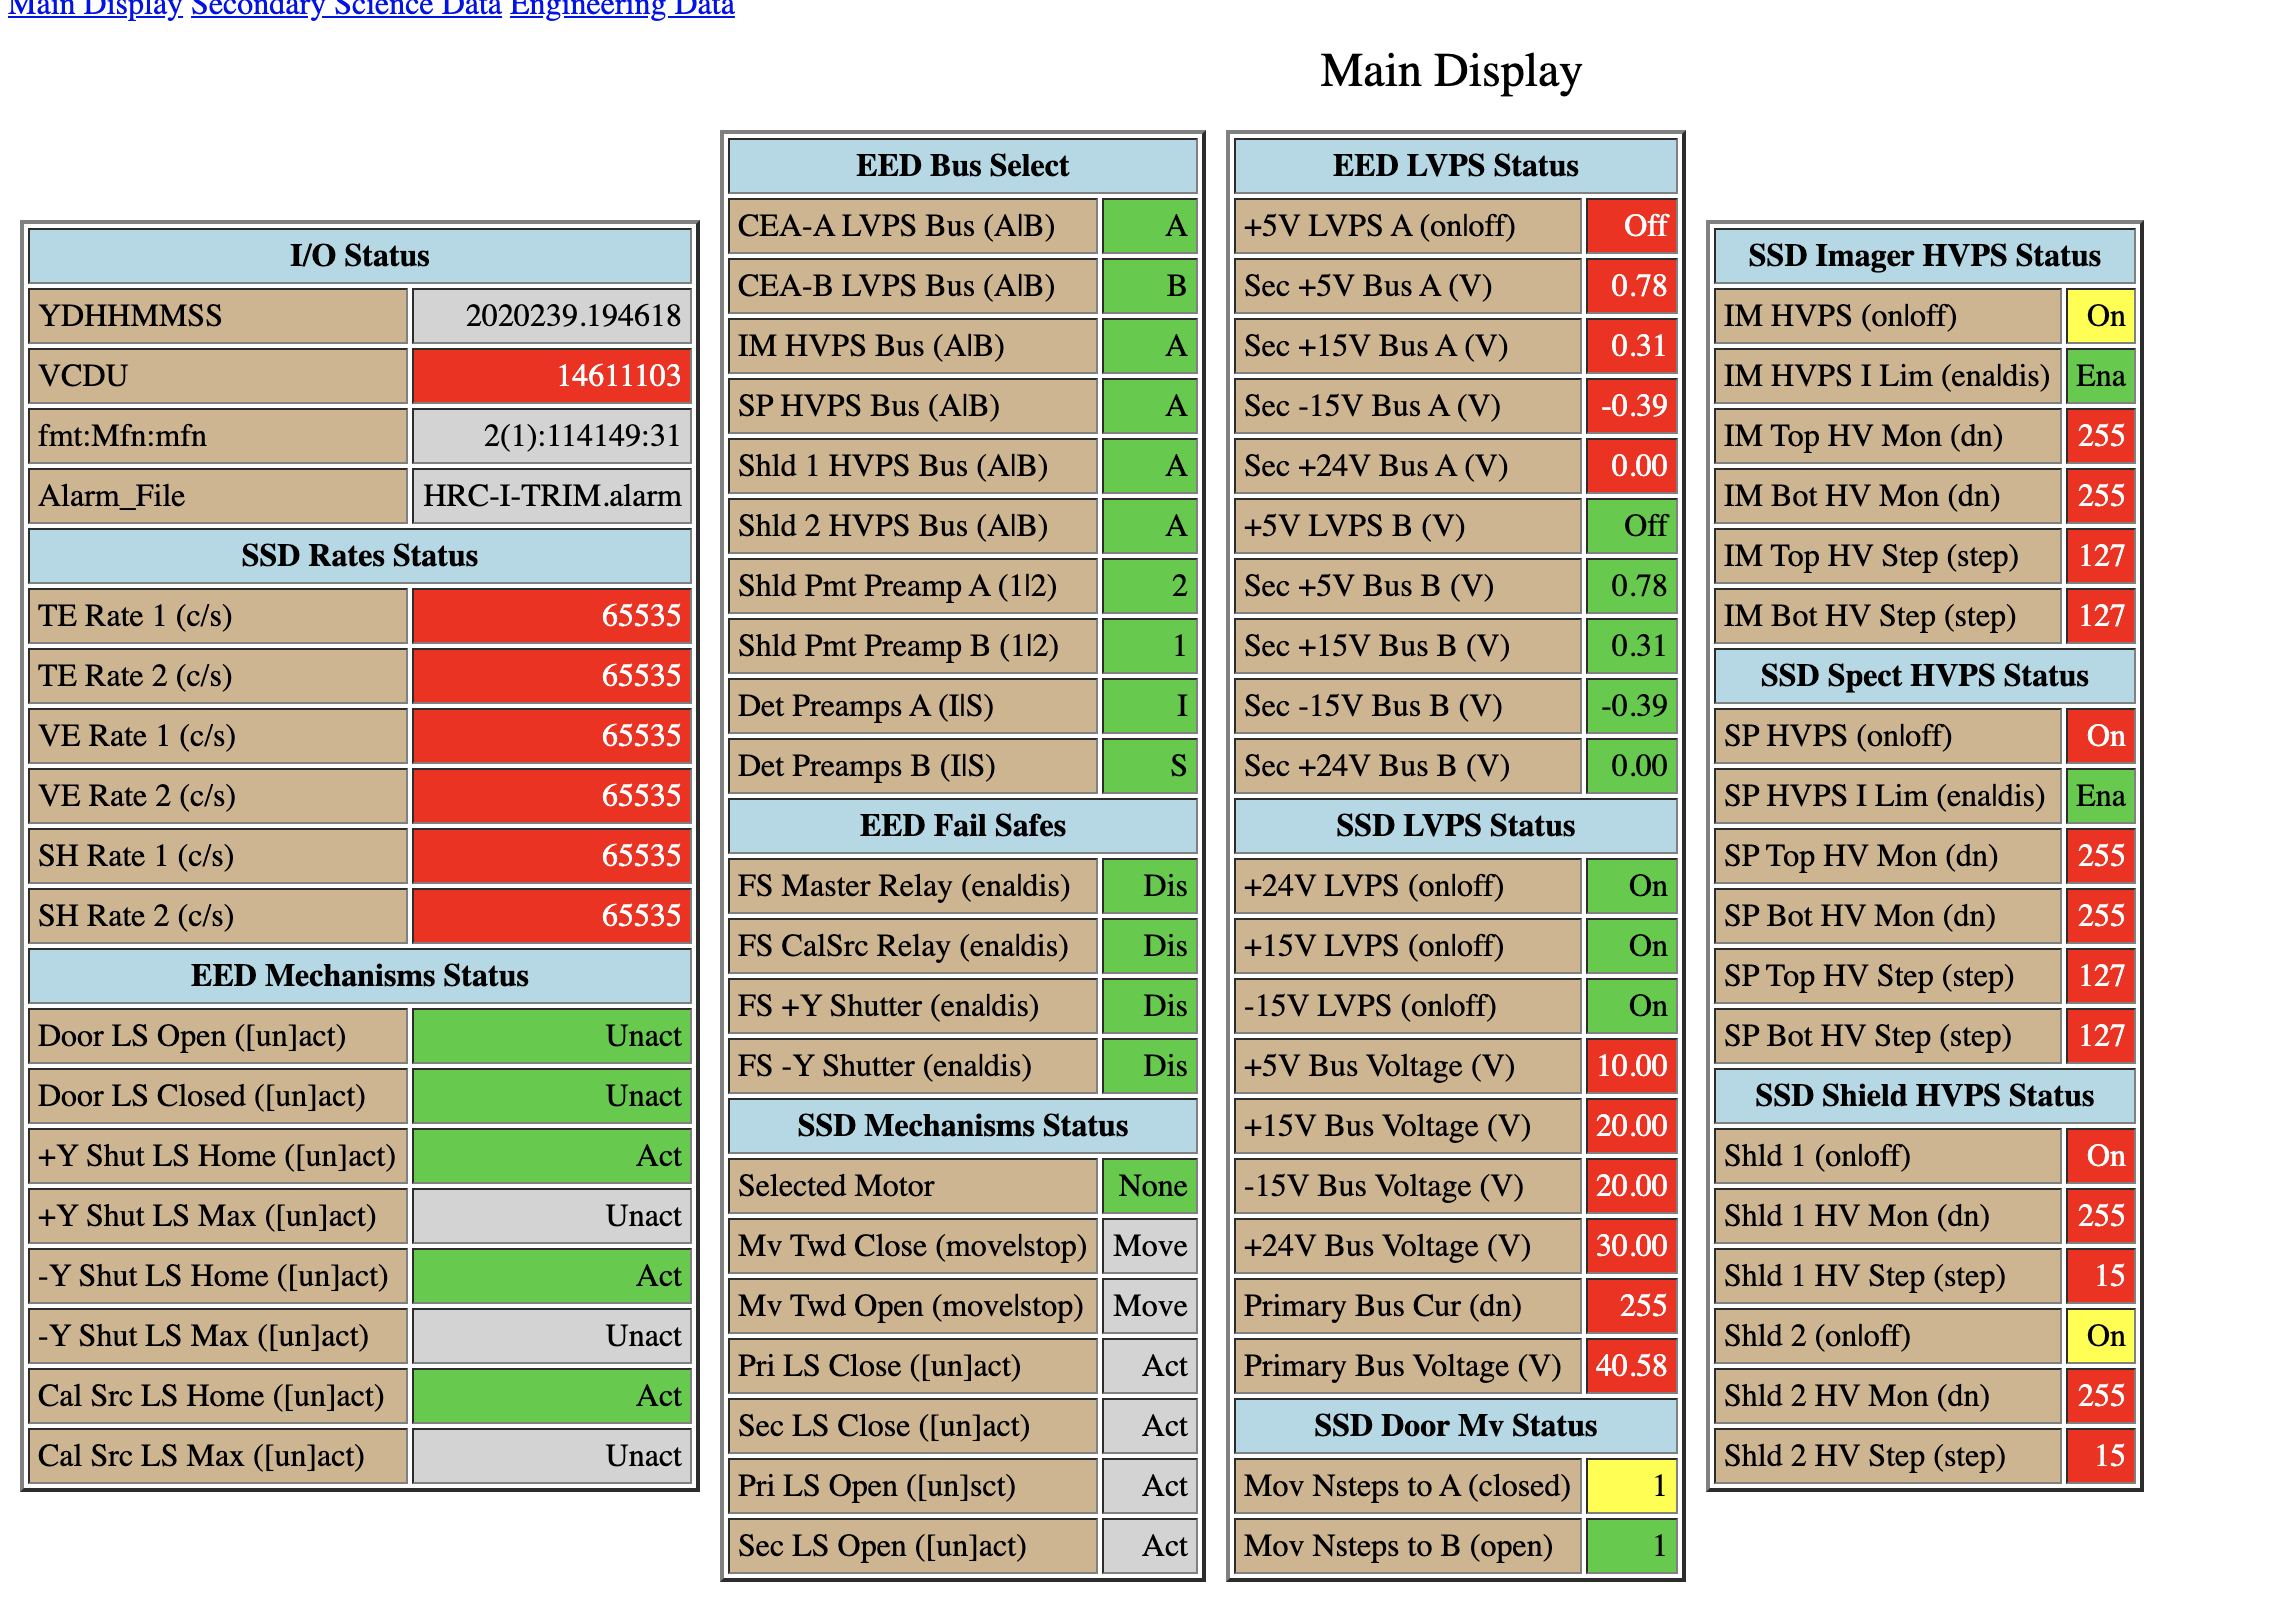 Main Display Secondary Science Data Engineering Data
Main Display
I/O Status
YDHHMMSS 2020239.194618
VCDU 14611103
fmt:Mfn:mfn 2(1):114149:31
Alarm_File HRC-I-TRIM.alarm
SSD Rates Status
TE Rate 1 (c/s) 65535
TE Rate 2 (c/s) 65535
VE Rate 1 (c/s) 65535
VE Rate 2 (c/s) 65535
SH Rate 1 (c/s) 65535
SH Rate 2 (c/s) 65535
EED Mechanisms Status
Door LS Open ([un]act) Unact
Door LS Closed ([un]act) Unact
+Y Shut LS Home ([un]act) Act
+Y Shut LS Max ([un]act) Unact
-Y Shut LS Home ([un]act) Act
-Y Shut LS Max ([un]act) Unact
Cal Src LS Home ([un]act) Act
Cal Src LS Max ([un]act) Unact
EED Bus Select
CEA-A LVPS Bus (A|B) A
CEA-B LVPS Bus (A|B) B
IM HVPS Bus (A|B) A
SP HVPS Bus (A|B) A
Shld 1 HVPS Bus (A|B) A
Shld 2 HVPS Bus (A|B) A
Shld Pmt Preamp A (1|2) 2
Shld Pmt Preamp B (1|2) 1
Det Preamps A (I|S) I
Det Preamps B (I|S) S
EED Fail Safes
FS Master Relay (ena|dis) Dis
FS CalSrc Relay (ena|dis) Dis
FS +Y Shutter (ena|dis) Dis
FS -Y Shutter (ena|dis) Dis
SSD Mechanisms Status
Selected Motor None
Mv Twd Close (move|stop) Move
Mv Twd Open (move|stop) Move
Pri LS Close ([un]act) Act
Sec LS Close ([un]act) Act
Pri LS Open ([un]sct) Act
Sec LS Open ([un]act) Act
EED LVPS Status
+5V LVPS A (on|off) Off
Sec +5V Bus A (V) 0.78
Sec +15V Bus A (V) 0.31
Sec -15V Bus A (V) -0.39
Sec +24V Bus A (V) 0.00
+5V LVPS B (V) Off
Sec +5V Bus B (V) 0.78
Sec +15V Bus B (V) 0.31
Sec -15V Bus B (V) -0.39
Sec +24V Bus B (V) 0.00
SSD LVPS Status
+24V LVPS (on|off) On
+15V LVPS (on|off) On
-15V LVPS (on|off) On
+5V Bus Voltage (V) 10.00
+15V Bus Voltage (V) 20.00
-15V Bus Voltage (V) 20.00
+24V Bus Voltage (V) 30.00
Primary Bus Cur (dn) 255
Primary Bus Voltage (V) 40.58
SSD Door Mv Status
Mov Nsteps to A (closed) 1
Mov Nsteps to B (open) 1
SSD Imager HVPS Status
IM HVPS (on|off) On
IM HVPS I Lim (ena|dis) Ena
IM Top HV Mon (dn) 255
IM Bot HV Mon (dn) 255
IM Top HV Step (step) 127
IM Bot HV Step (step) 127
SSD Spect HVPS Status
SP HVPS (on|off) On
SP HVPS I Lim (ena|dis) Ena
SP Top HV Mon (dn) 255
SP Bot HV Mon (dn) 255
SP Top HV Step (step) 127
SP Bot HV Step (step) 127
SSD Shield HVPS Status
Shld 1 (on|off) On
Shld 1 HV Mon (dn) 255
Shld 1 HV Step (step) 15
Shld 2 (on|off) On
Shld 2 HV Mon (dn) 255
Shld 2 HV Step (step) 15